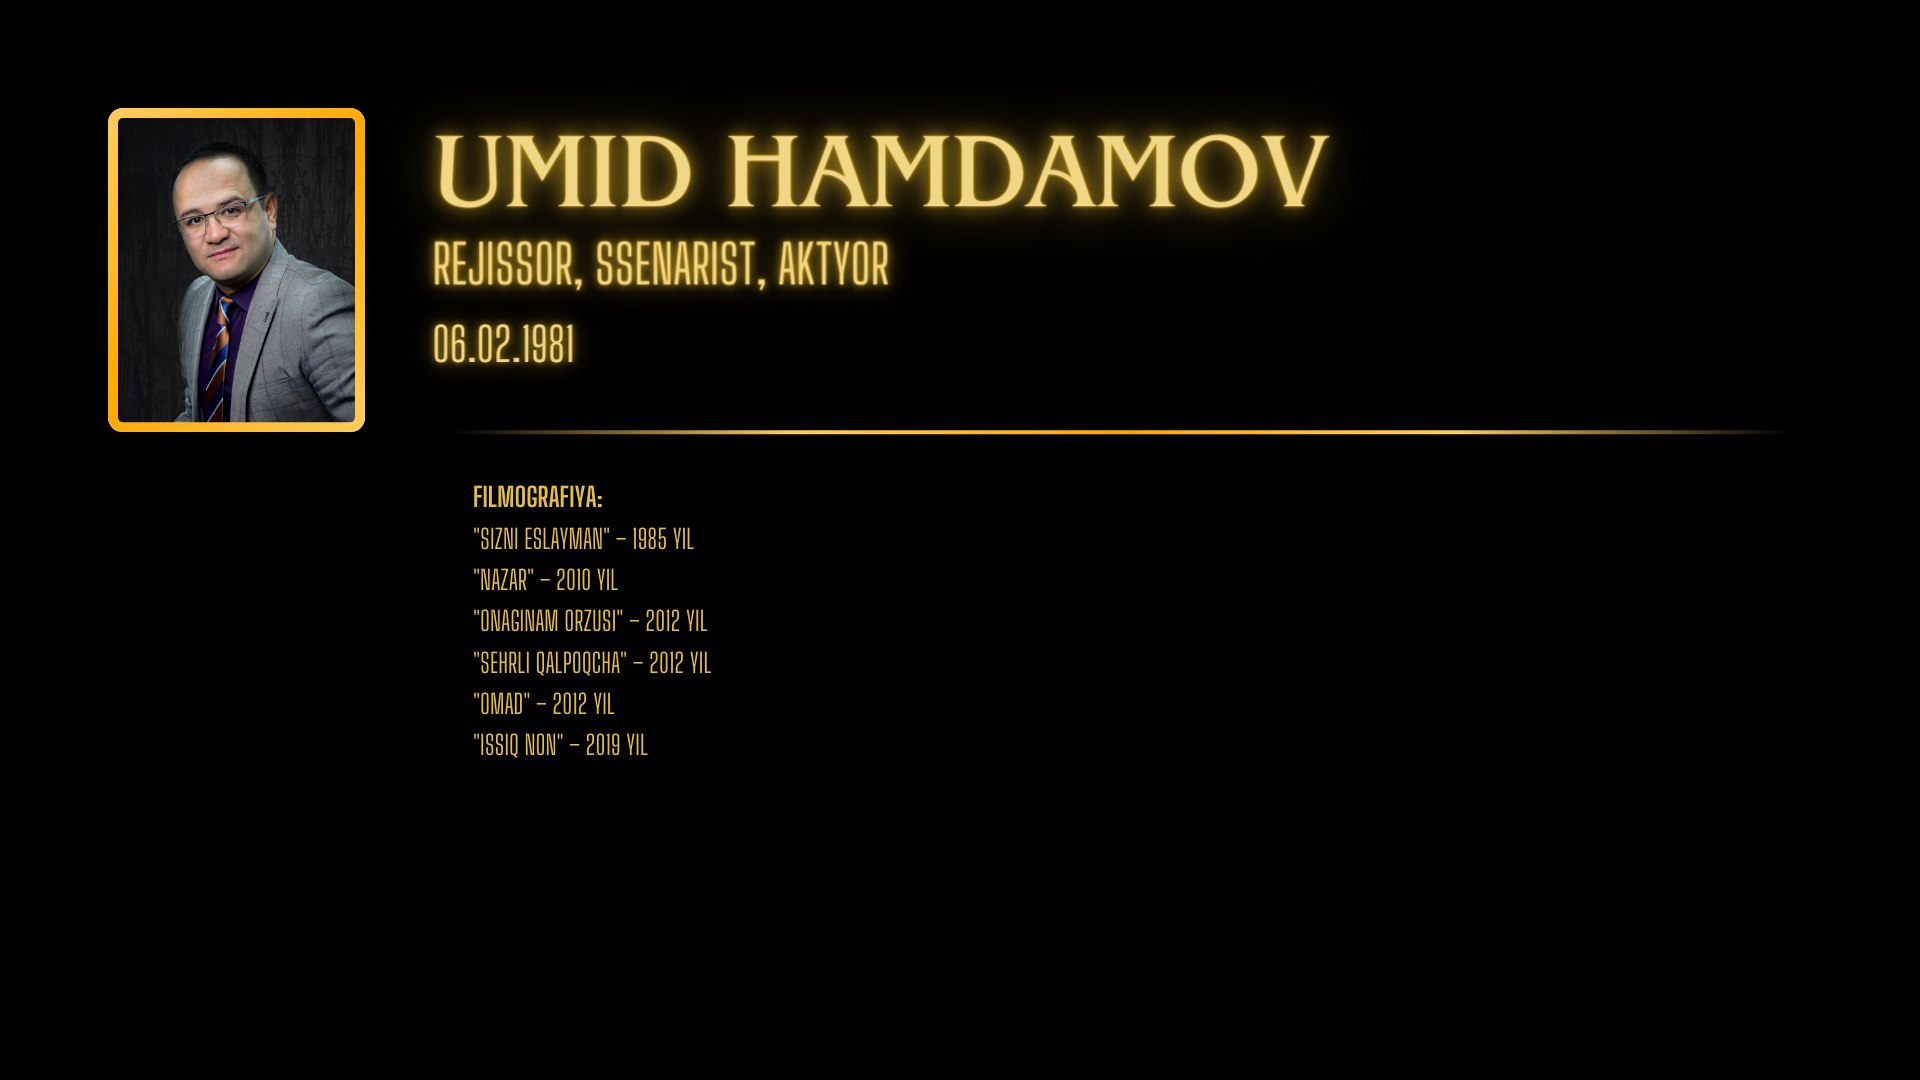 UMID HAMDAMOV
REJISSOR, SSENARIST, AKTYOR
06.02.1981
FILMOGRAFIYA:
"SIZNI ESLAYMAN" – 1985 YIL
"NAZAR" – 2010 YIL
"ONAGINAM ORZUSI" – 2012 YIL
"SEHRLI QALPOQCHA" – 2012 YIL
"OMAD" – 2012 YIL
"ISSIQ NON" – 2019 YIL